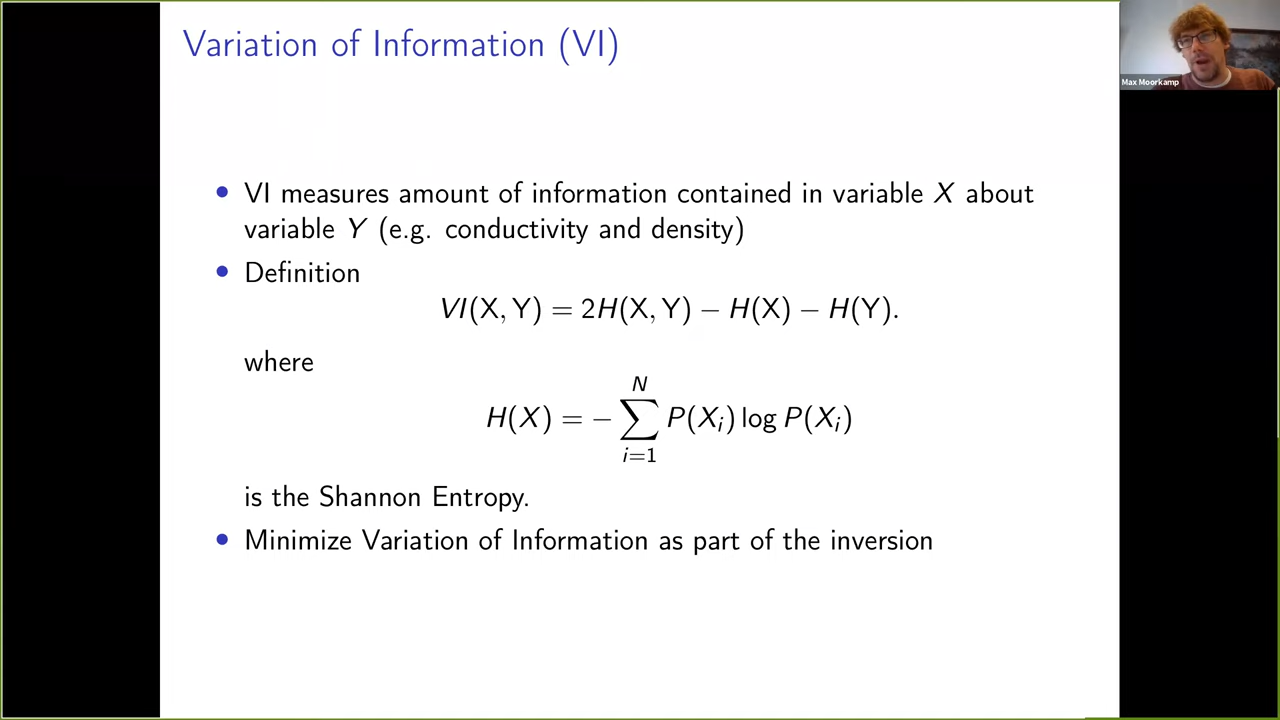 Variation of Information (VI)
Max Moorkamp
• VI measures amount of information contained in variable X about
variable Y (e.g. conductivity and density)
• Definition
VI(X, Y) = 2H(X, Y) − H(X) − H(Y).
where
H(X) = − ∑_{i=1}^{N} P(X_i) log P(X_i)
is the Shannon Entropy.
• Minimize Variation of Information as part of the inversion